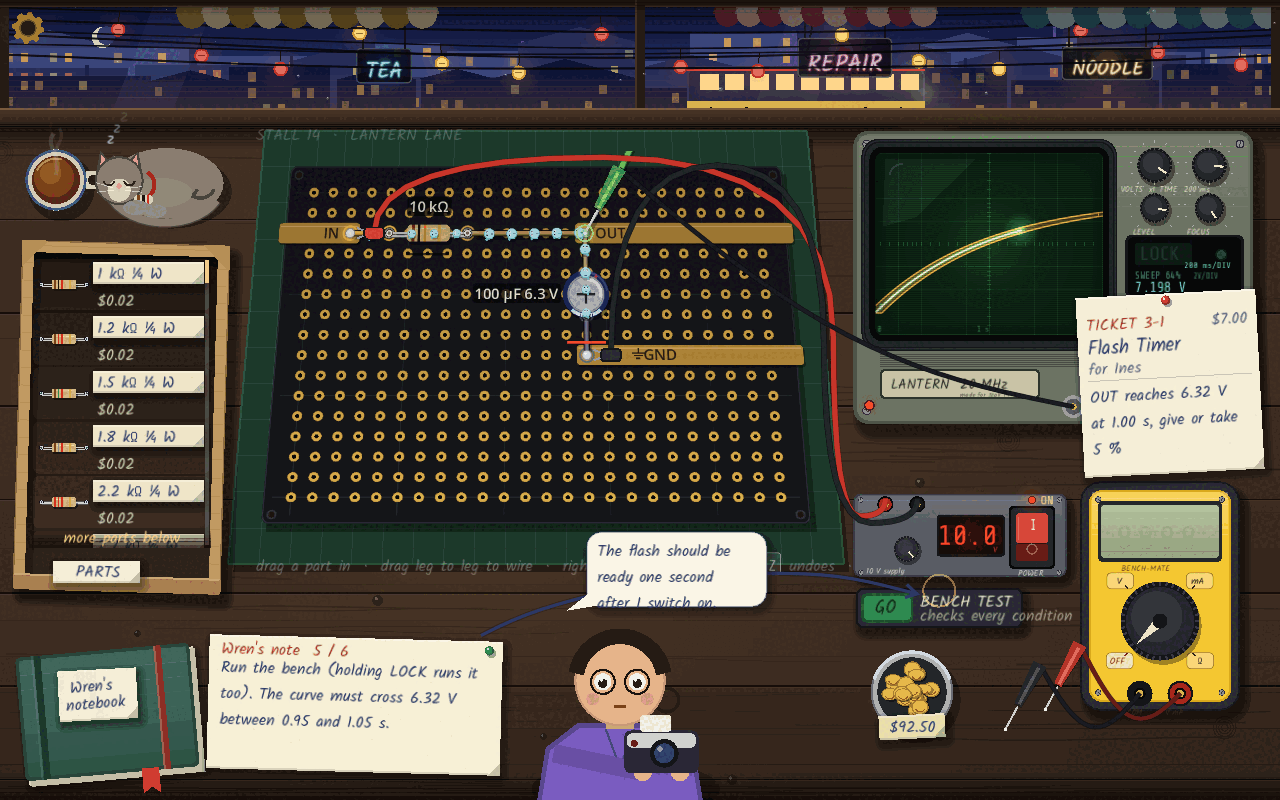 TEA
REPAIR
NOODLE
STALL 14 · LANTERN LANE
10 kΩ
IN
OUT
100 µF 6.3 V
GND
1 kΩ ¼ W
$0.02
1.2 kΩ ¼ W
$0.02
1.5 kΩ ¼ W
$0.02
1.8 kΩ ¼ W
$0.02
2.2 kΩ ¼ W
$0.02
more parts below
PARTS
drag a part in · drag leg to leg to wire · righ
Z undoes
VOLTS
TIME 200
LEVEL
FOCUS
LOCK
200 ms/DIV
SWEEP 64%
2V/DIV
7.198 V
0
1 s
LANTERN 20 MHz
TICKET 3-1
$7.00
Flash Timer
for Ines
OUT reaches 6.32 V
at 1.00 s, give or take
5 %
10.0
ON
I
10 V supply
POWER
GO
BENCH TEST
checks every condition
BENCH-MATE
V
mA
OFF
Ω
The flash should be
ready one second
after I switch on.
Wren's
notebook
Wren's note 5 / 6
Run the bench (holding LOCK runs it
too). The curve must cross 6.32 V
between 0.95 and 1.05 s.
$92.50
z
z
z